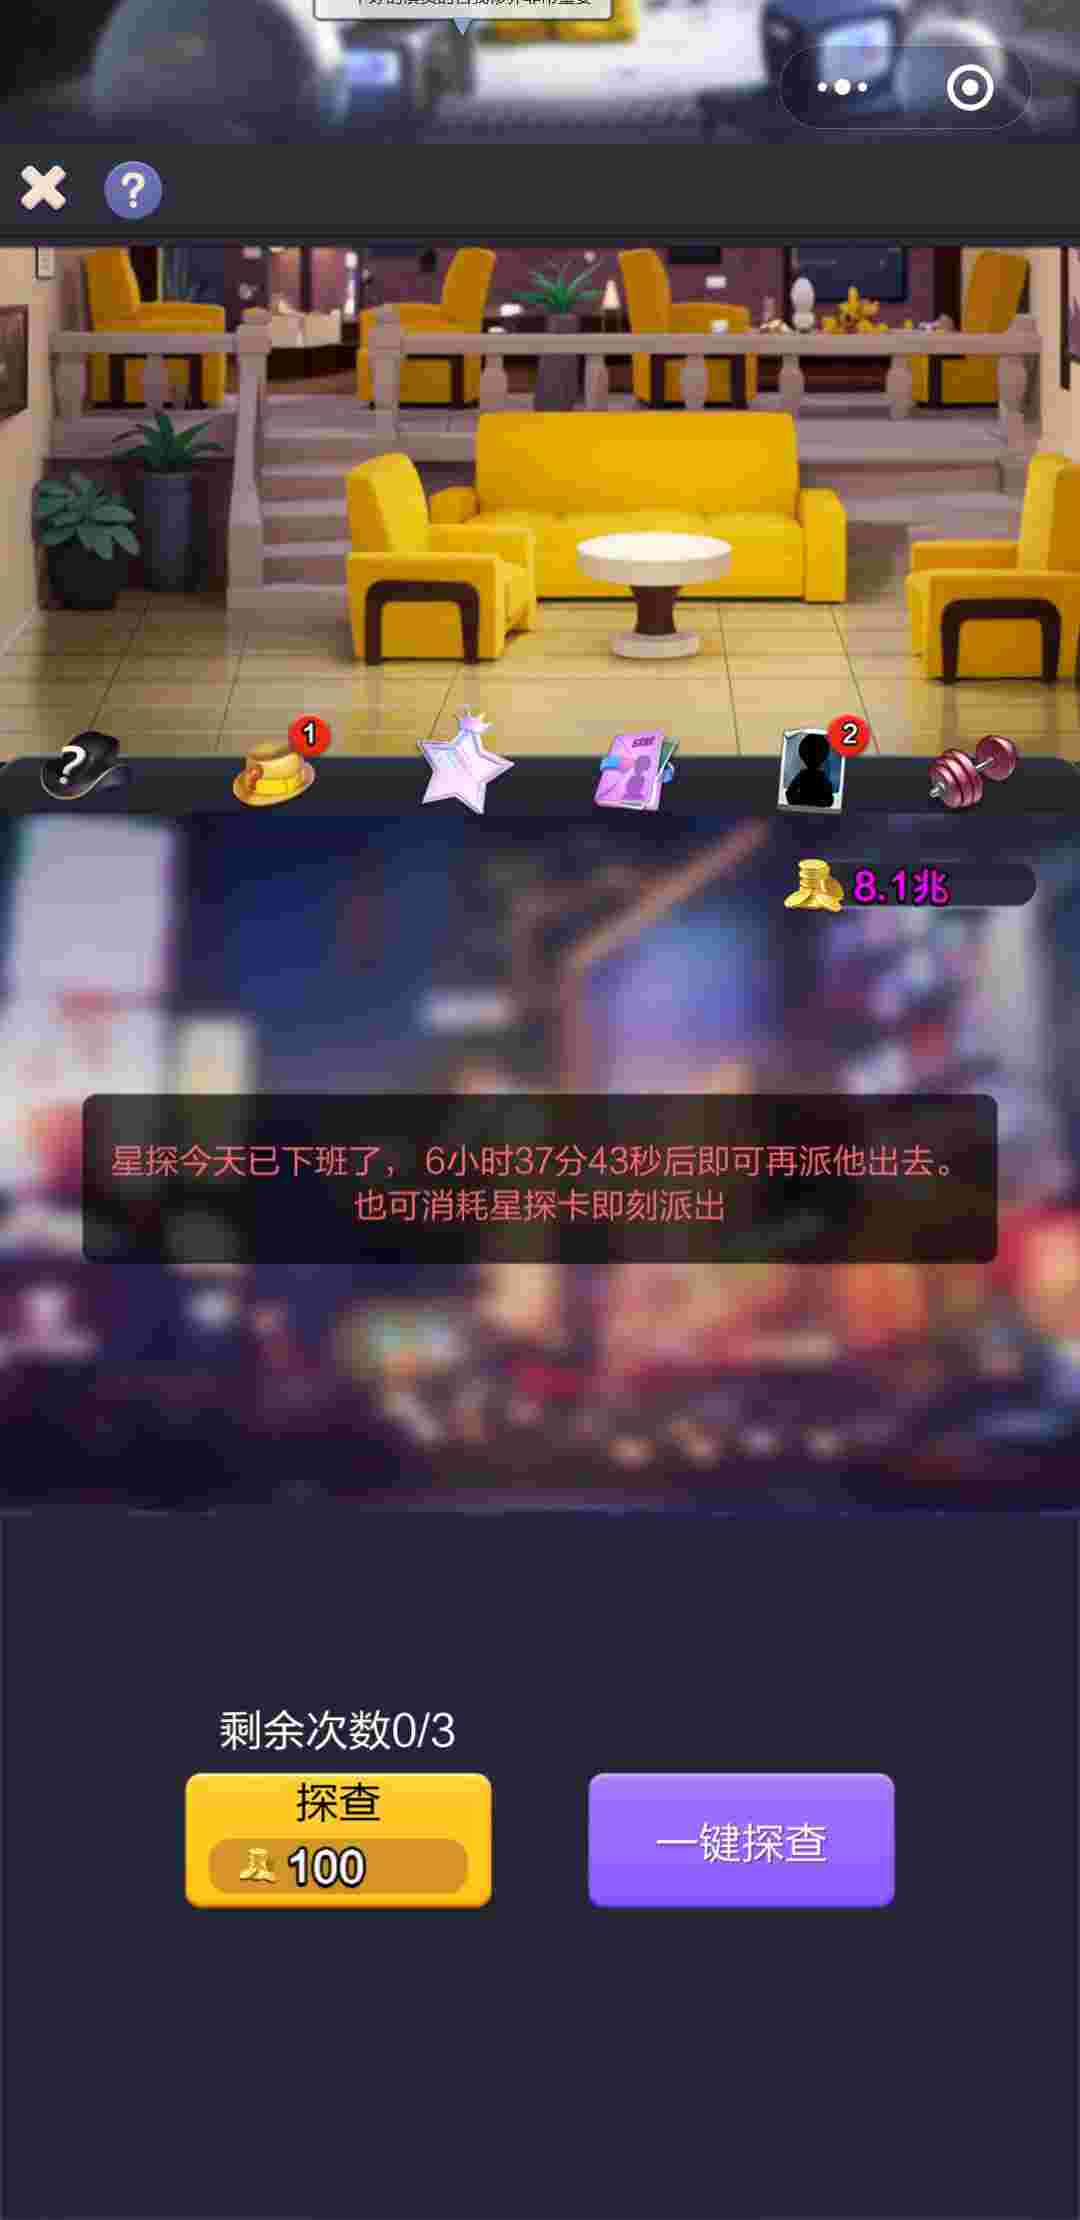 ?
1
2
?
8.1兆
星探今天已下班了，6小时37分43秒后即可再派他出去。
也可消耗星探卡即刻派出
剩余次数0/3
探查
100
一键探查